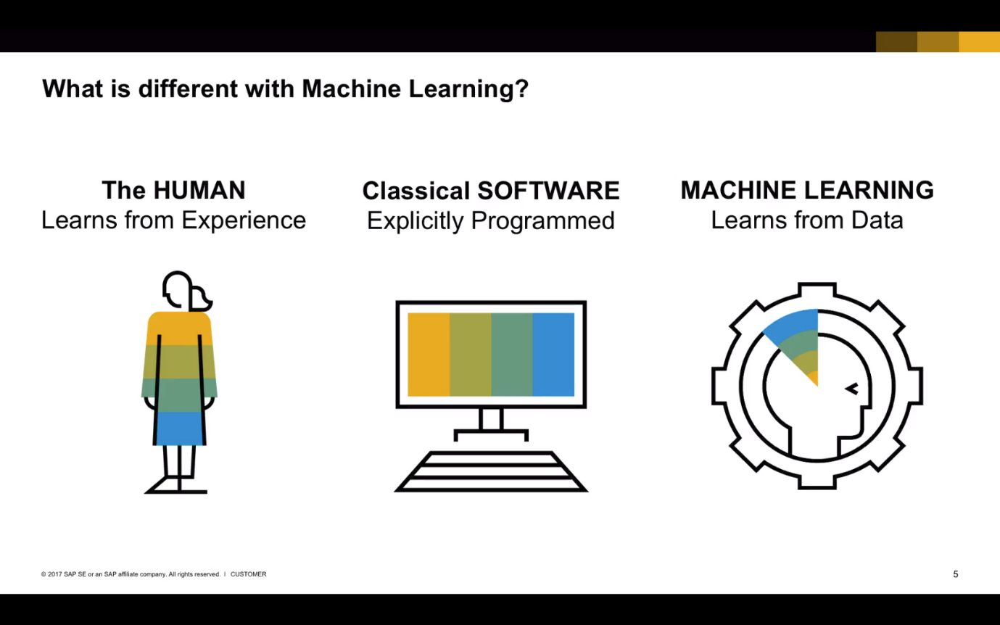 What is different with Machine Learning?
The HUMAN
Learns from Experience
Classical SOFTWARE
Explicitly Programmed
MACHINE LEARNING
Learns from Data
© 2017 SAP SE or an SAP affiliate company. All rights reserved. | CUSTOMER
5